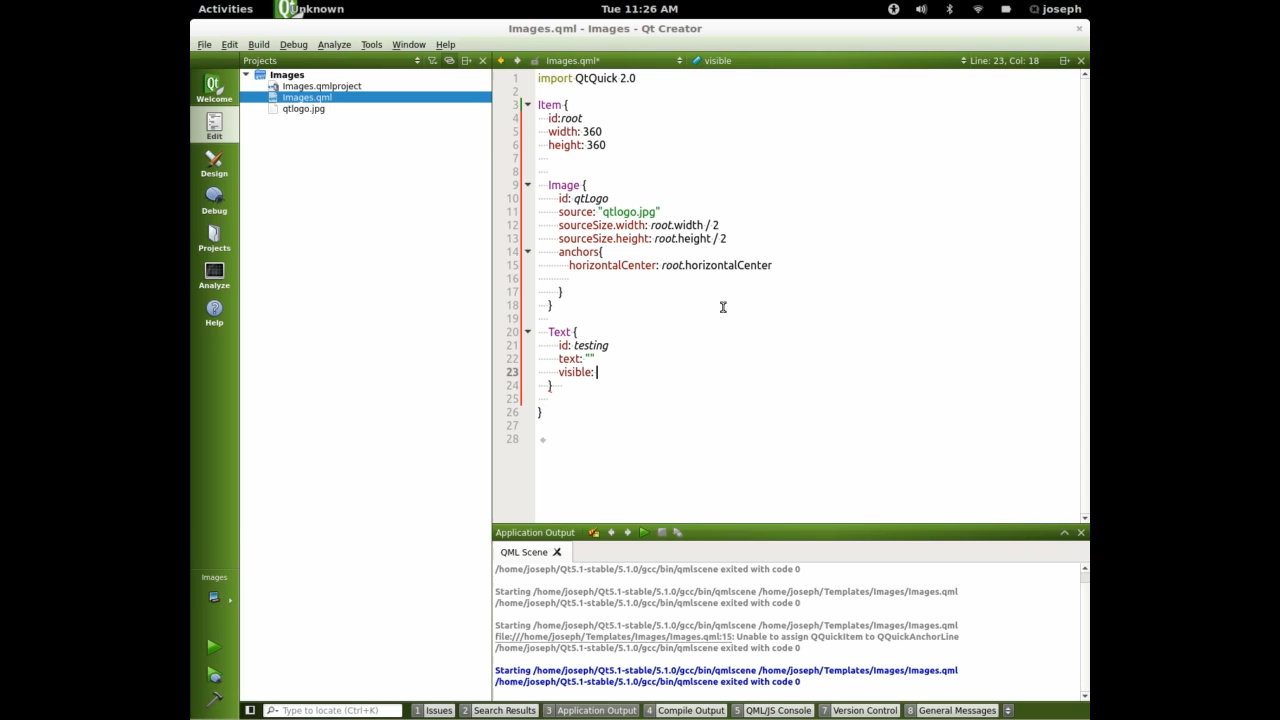 Activities
Unknown
Tue 11:26 AM
joseph
Images.qml - Images - Qt Creator
File Edit Build Debug Analyze Tools Window Help
Projects
Images.qml*
visible
Line: 23, Col: 18
Welcome
Edit
Design
Debug
Projects
Analyze
Help
Images
Images
Images.qmlproject
Images.qml
qtlogo.jpg
1 import QtQuick 2.0
2
3 Item {
4 id:root
5 width: 360
6 height: 360
7
8
9 Image {
10 id: qtLogo
11 source: "qtlogo.jpg"
12 sourceSize.width: root.width / 2
13 sourceSize.height: root.height / 2
14 anchors{
15 horizontalCenter: root.horizontalCenter
16
17 }
18 }
19
20 Text {
21 id: testing
22 text: ""
23 visible:
24 }
25
26 }
27
28
Application Output
QML Scene
/home/joseph/Qt5.1-stable/5.1.0/gcc/bin/qmlscene exited with code 0
Starting /home/joseph/Qt5.1-stable/5.1.0/gcc/bin/qmlscene /home/joseph/Templates/Images/Images.qml
/home/joseph/Qt5.1-stable/5.1.0/gcc/bin/qmlscene exited with code 0
Starting /home/joseph/Qt5.1-stable/5.1.0/gcc/bin/qmlscene /home/joseph/Templates/Images/Images.qml
file:///home/joseph/Templates/Images/Images.qml:15: Unable to assign QQuickItem to QQuickAnchorLine
/home/joseph/Qt5.1-stable/5.1.0/gcc/bin/qmlscene exited with code 0
Starting /home/joseph/Qt5.1-stable/5.1.0/gcc/bin/qmlscene /home/joseph/Templates/Images/Images.qml
/home/joseph/Qt5.1-stable/5.1.0/gcc/bin/qmlscene exited with code 0
Type to locate (Ctrl+K)
1 Issues
2 Search Results
3 Application Output
4 Compile Output
5 QML/JS Console
7 Version Control
8 General Messages